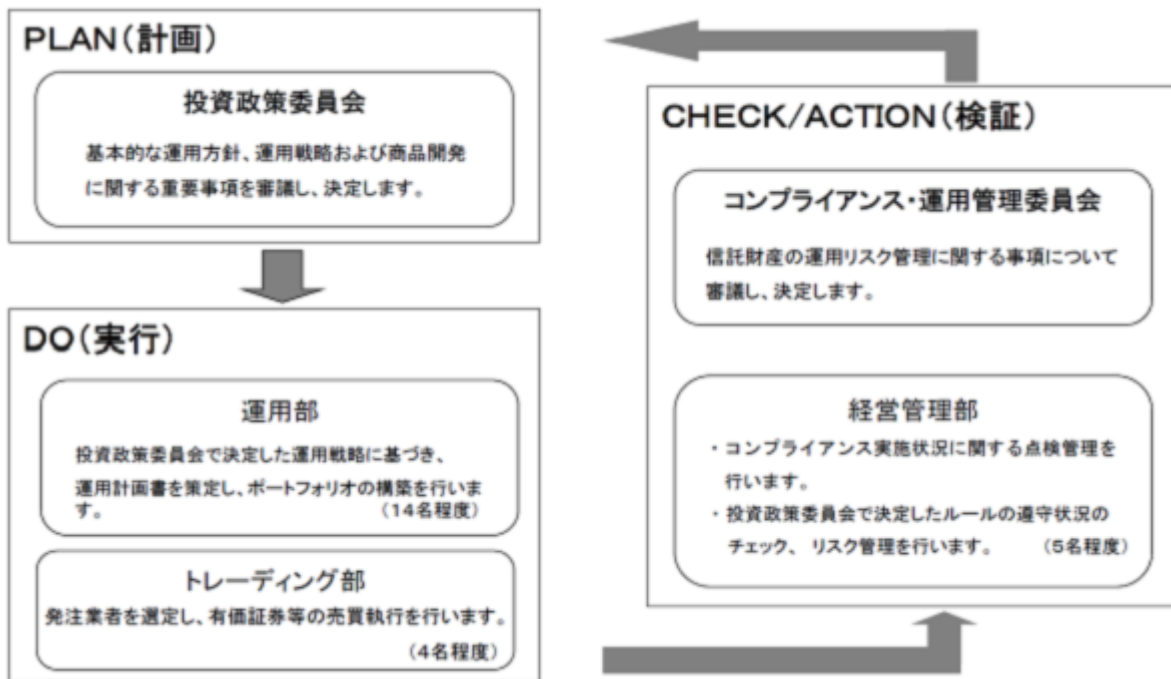 PLAN(計画)
投資政策委員会
基本的な運用方針、運用戦略および商品開発
に関する重要事項を審議し、決定します。
DO(実行)
運用部
投資政策委員会で決定した運用戦略に基づき、
運用計画書を策定し、ポートフォリオの構築を行いま
す。 (14名程度)
トレーディング部
発注業者を選定し、有価証券等の売買執行を行います。
(4名程度)
CHECK/ACTION(検証)
コンプライアンス・運用管理委員会
信託財産の運用リスク管理に関する事項について
審議し、決定します。
経営管理部
・コンプライアンス実施状況に関する点検管理を
行います。
・投資政策委員会で決定したルールの遵守状況の
チェック、 リスク管理を行います。 (5名程度)